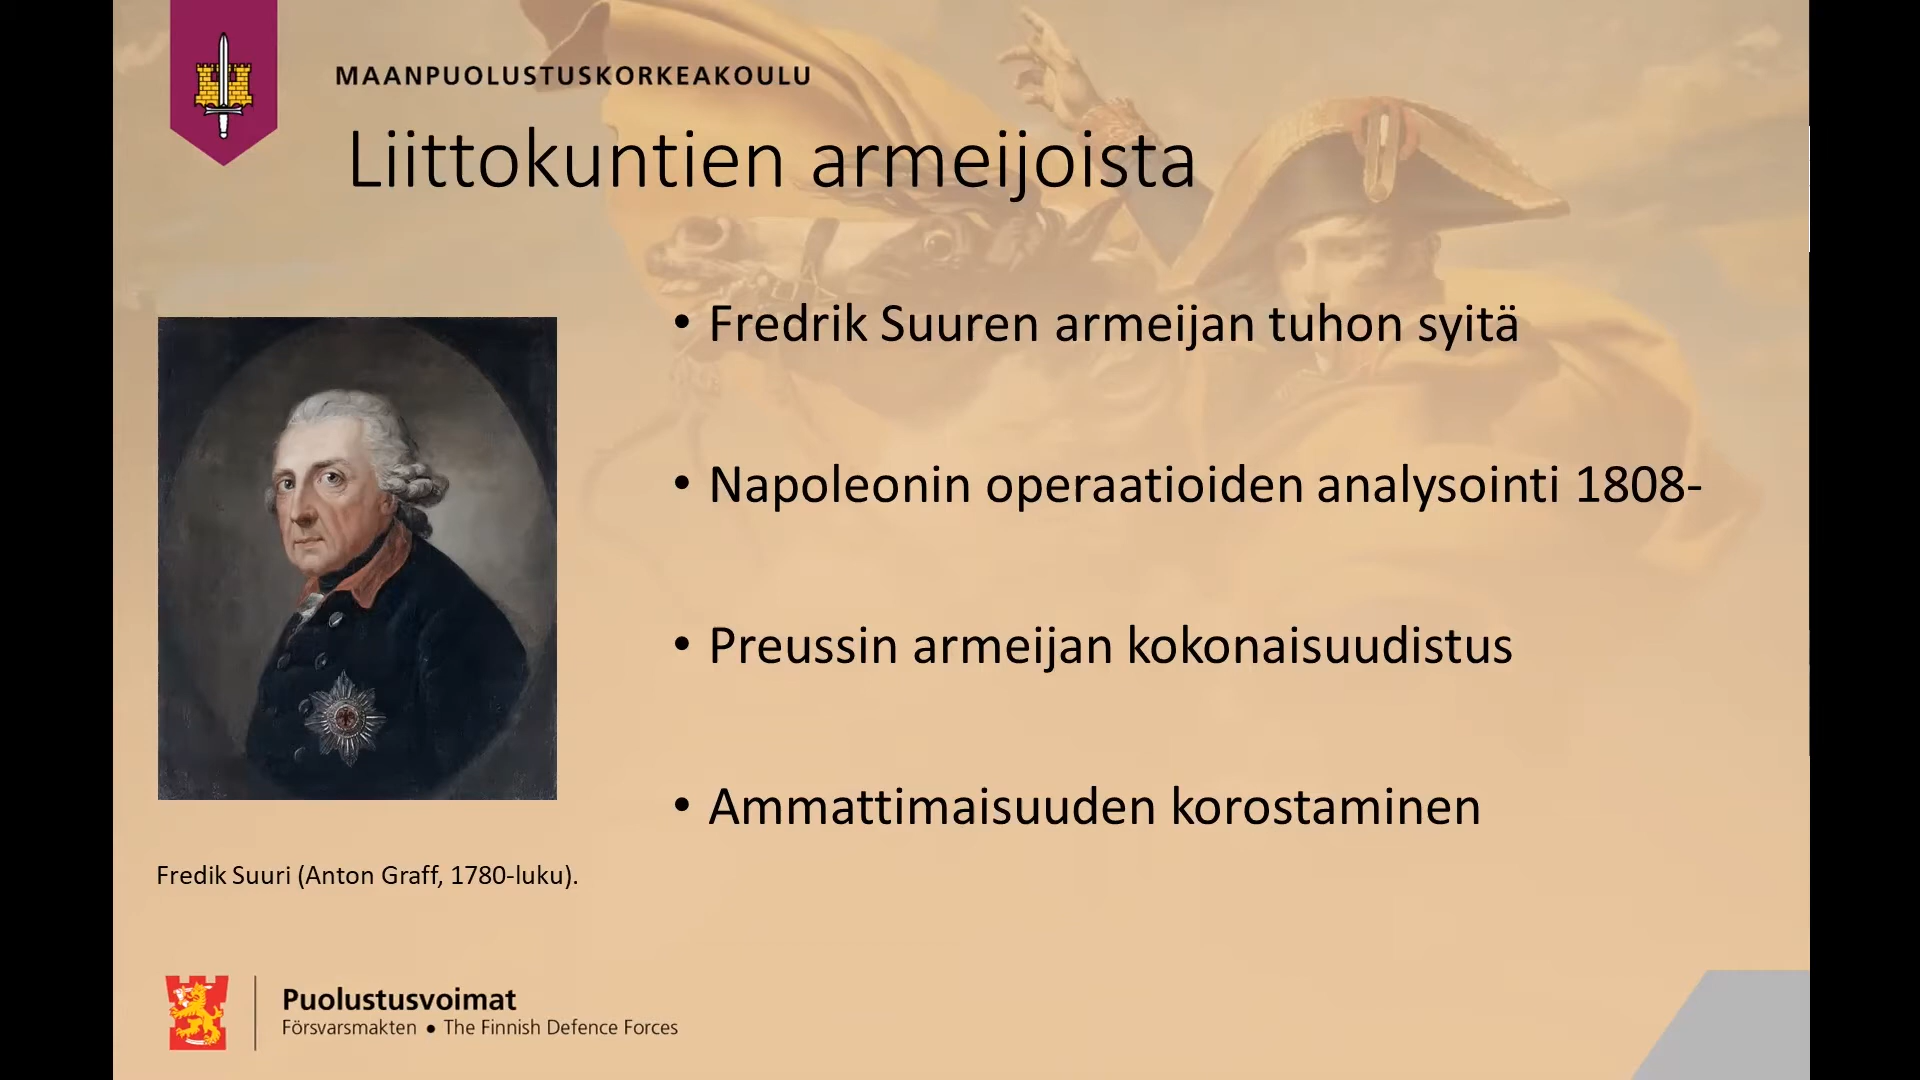 MAANPUOLUSTUSKORKEAKOULU
Liittokuntien armeijoista
• Fredrik Suuren armeijan tuhon syitä
• Napoleonin operaatioiden analysointi 1808-
• Preussin armeijan kokonaisuudistus
• Ammattimaisuuden korostaminen
Fredik Suuri (Anton Graff, 1780-luku).
Puolustusvoimat
Försvarsmakten ● The Finnish Defence Forces